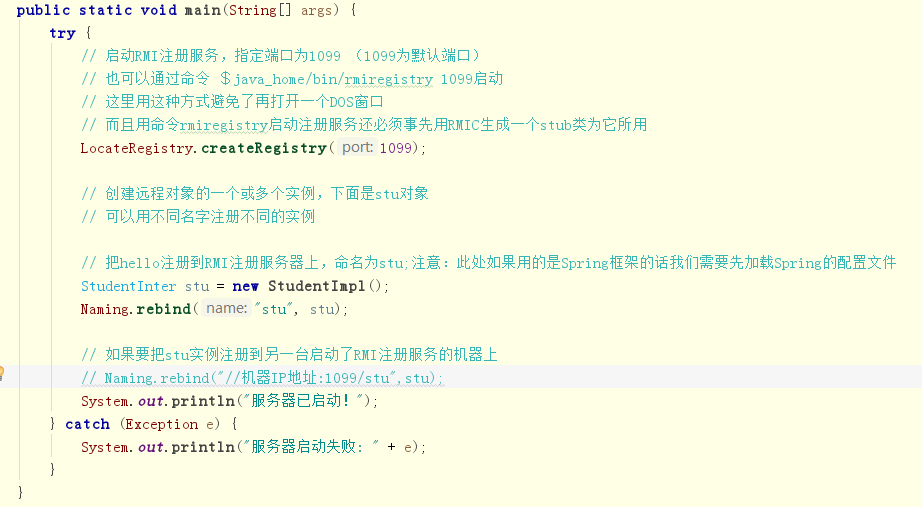 public static void main(String[] args) {
try {
// 启动RMI注册服务，指定端口为1099 （1099为默认端口）
// 也可以通过命令 ＄java_home/bin/rmiregistry 1099启动
// 这里用这种方式避免了再打开一个DOS窗口
// 而且用命令rmiregistry启动注册服务还必须事先用RMIC生成一个stub类为它所用
LocateRegistry.createRegistry( port: 1099);
// 创建远程对象的一个或多个实例，下面是stu对象
// 可以用不同名字注册不同的实例
// 把hello注册到RMI注册服务器上，命名为stu;注意：此处如果用的是Spring框架的话我们需要先加载Spring的配置文件
StudentInter stu = new StudentImpl();
Naming.rebind( name: "stu", stu);
// 如果要把stu实例注册到另一台启动了RMI注册服务的机器上
// Naming.rebind("//机器IP地址:1099/stu",stu);
System.out.println("服务器已启动！");
} catch (Exception e) {
System.out.println("服务器启动失败: " + e);
}
}